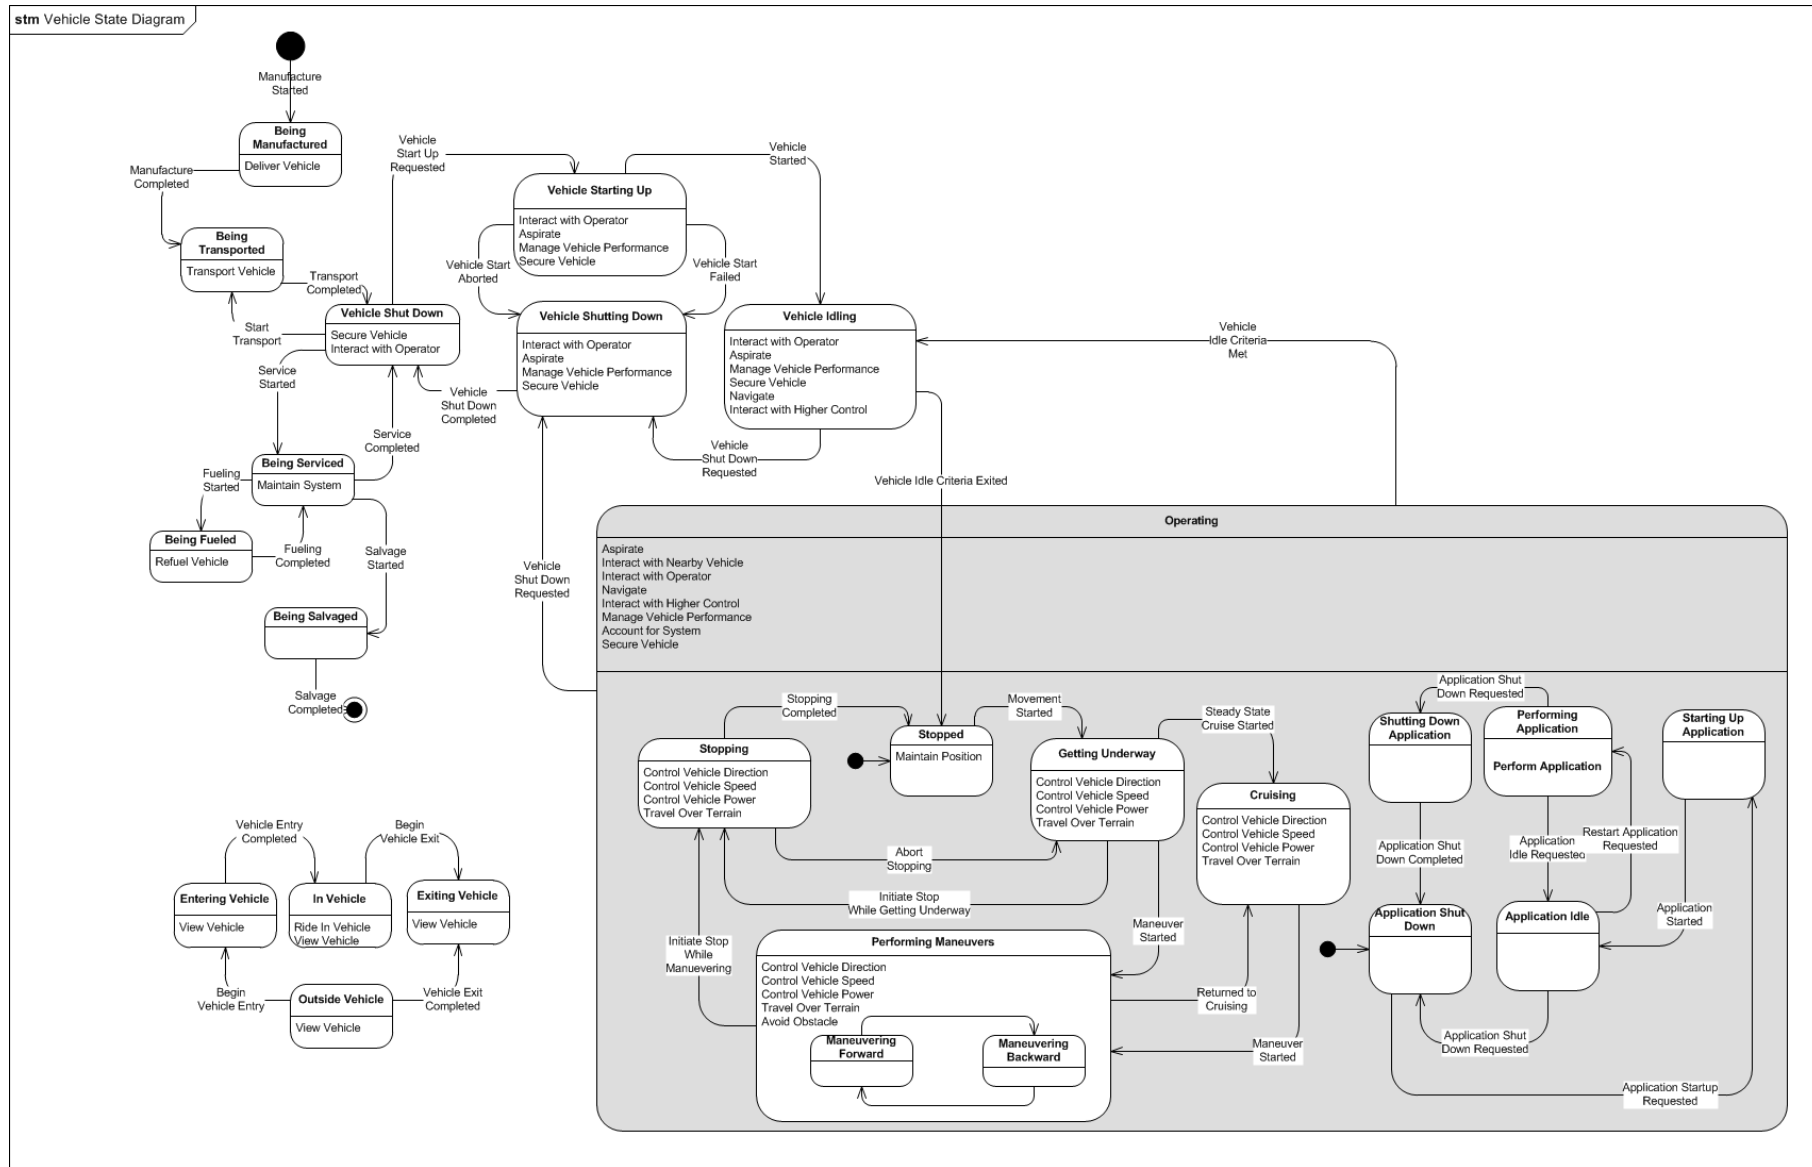 stm Vehicle State Diagram
Manufacture
Started
Being
Manufactured
Deliver Vehicle
Manufacture
Completed
Being
Transported
Transport Vehicle
Transport
Completed
Start
Transport
Vehicle Shut Down
Secure Vehicle
Interact with Operator
Vehicle
Start Up
Requested
Vehicle Starting Up
Interact with Operator
Aspirate
Manage Vehicle Performance
Secure Vehicle
Vehicle
Started
Vehicle Start
Aborted
Vehicle Start
Failed
Vehicle Shutting Down
Interact with Operator
Aspirate
Manage Vehicle Performance
Secure Vehicle
Vehicle Idling
Interact with Operator
Aspirate
Manage Vehicle Performance
Secure Vehicle
Navigate
Interact with Higher Control
Vehicle
Idle Criteria
Met
Service
Started
Vehicle
Shut Down
Completed
Service
Completed
Vehicle
Shut Down
Requested
Vehicle Idle Criteria Exited
Being Serviced
Maintain System
Fueling
Started
Being Fueled
Refuel Vehicle
Fueling
Completed
Salvage
Started
Being Salvaged
Salvage
Completed
Vehicle
Shut Down
Requested
Operating
Aspirate
Interact with Nearby Vehicle
Interact with Operator
Navigate
Interact with Higher Control
Manage Vehicle Performance
Account for System
Secure Vehicle
Stopping
Completed
Movement
Started
Steady State
Cruise Started
Stopping
Control Vehicle Direction
Control Vehicle Speed
Control Vehicle Power
Travel Over Terrain
Stopped
Maintain Position
Getting Underway
Control Vehicle Direction
Control Vehicle Speed
Control Vehicle Power
Travel Over Terrain
Cruising
Control Vehicle Direction
Control Vehicle Speed
Control Vehicle Power
Travel Over Terrain
Abort
Stopping
Initiate Stop
While Getting Underway
Maneuver
Started
Initiate Stop
While
Manuevering
Performing Maneuvers
Control Vehicle Direction
Control Vehicle Speed
Control Vehicle Power
Travel Over Terrain
Avoid Obstacle
Maneuvering
Forward
Maneuvering
Backward
Returned to
Cruising
Maneuver
Started
Application Shut
Down Requested
Shutting Down
Application
Performing
Application
Perform Application
Starting Up
Application
Application Shut
Down Completed
Application
Idle Requested
Restart Application
Requested
Application Shut
Down
Application Idle
Application
Started
Application Shut
Down Requested
Application Startup
Requested
Vehicle Entry
Completed
Begin
Vehicle Exit
Entering Vehicle
View Vehicle
In Vehicle
Ride In Vehicle
View Vehicle
Exiting Vehicle
View Vehicle
Begin
Vehicle Entry
Outside Vehicle
View Vehicle
Vehicle Exit
Completed